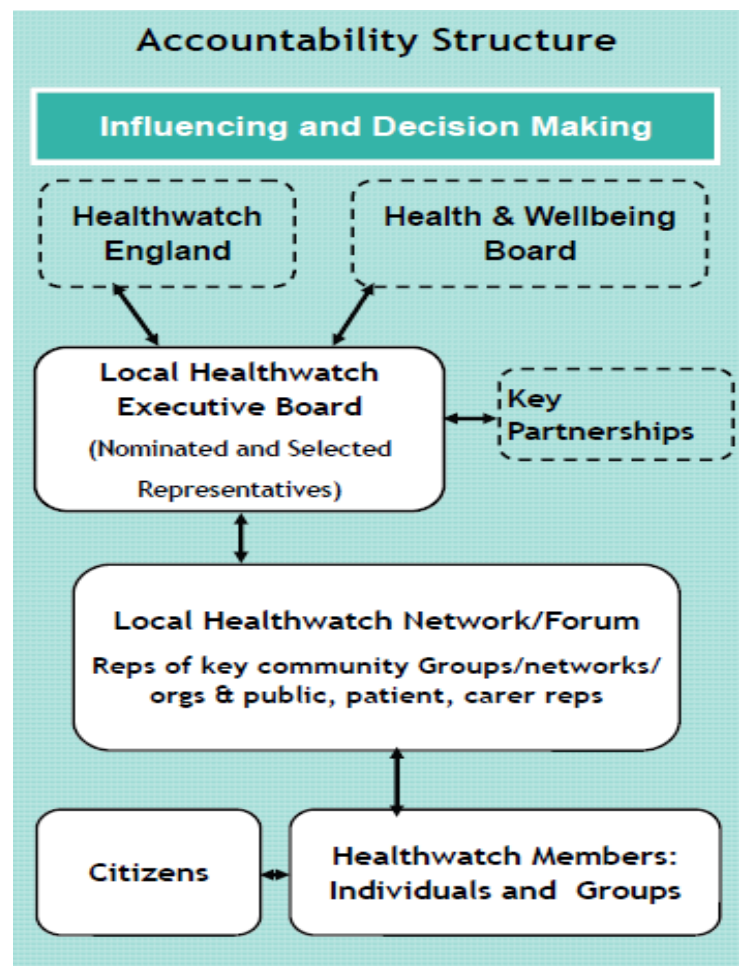 Accountability Structure
Influencing and Decision Making
Healthwatch
England
Health & Wellbeing
Board
Local Healthwatch
Executive Board
(Nominated and Selected
Representatives)
Key
Partnerships
Local Healthwatch Network/Forum
Reps of key community Groups/networks/
orgs & public, patient, carer reps
Citizens
Healthwatch Members:
Individuals and Groups